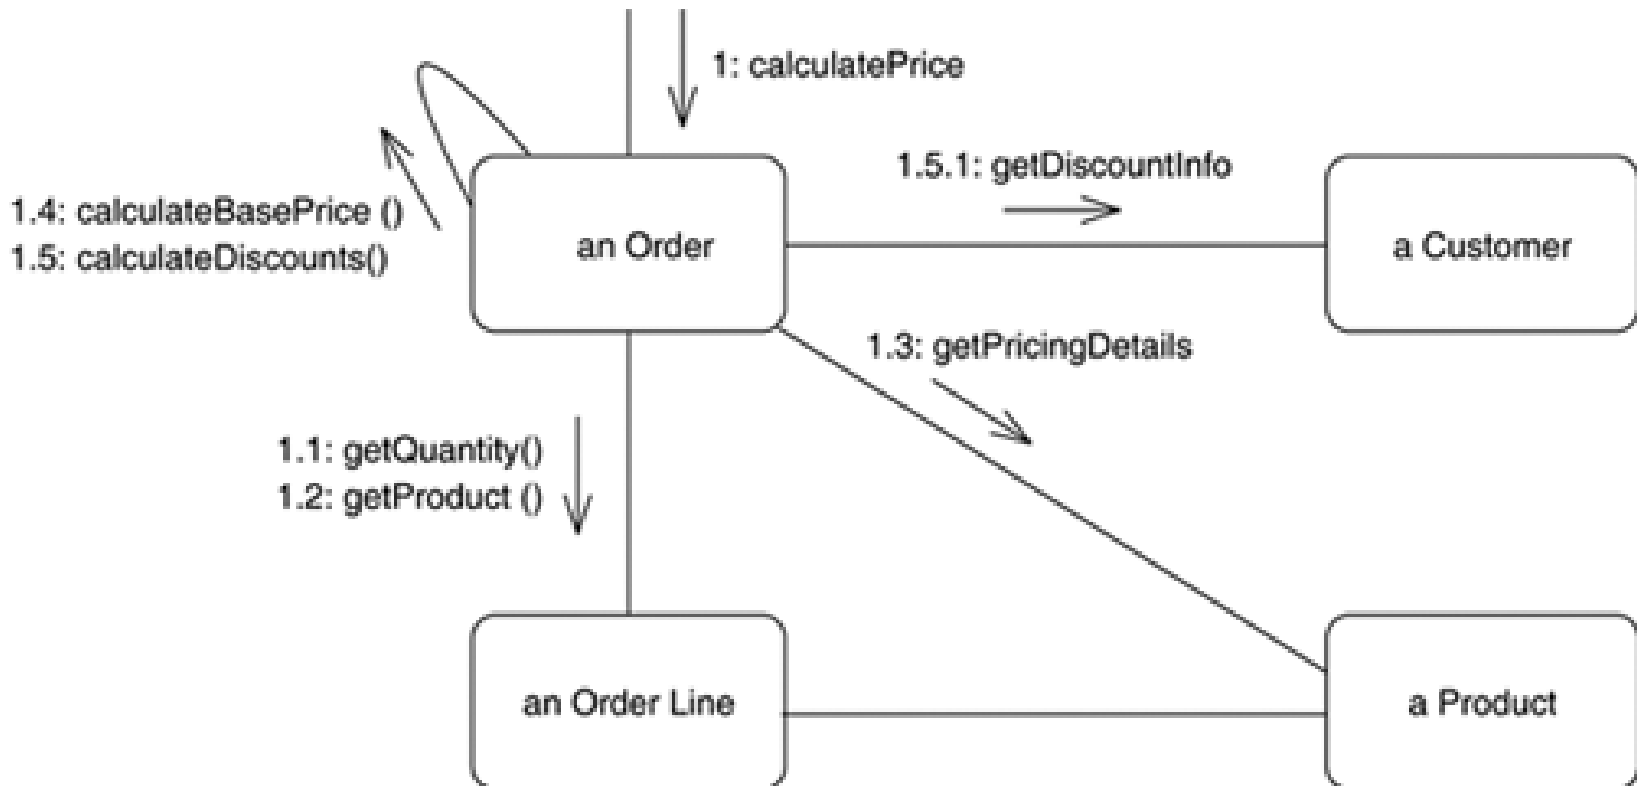 1: calculatePrice
1.5.1: getDiscountInfo
1.4: calculateBasePrice ()
1.5: calculateDiscounts()
an Order
a Customer
1.3: getPricingDetails
1.1: getQuantity()
1.2: getProduct ()
an Order Line
a Product